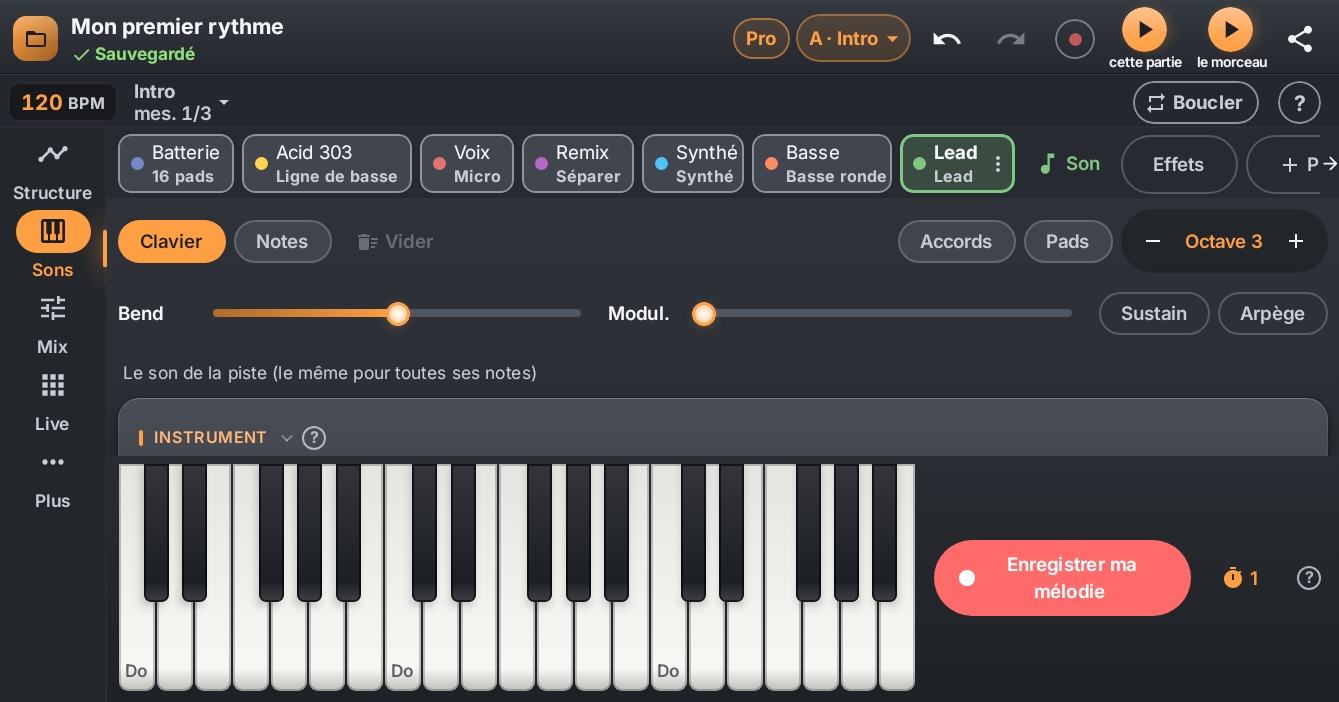 Mon premier rythme
Sauvegardé
Pro
A · Intro
cette partie
le morceau
120 BPM
Intro
mes. 1/3
Boucler
?
Structure
Sons
Mix
Live
Plus
Batterie
16 pads
Acid 303
Ligne de basse
Voix
Micro
Remix
Séparer
Synthé
Synthé
Basse
Basse ronde
Lead
Lead
Son
Effets
+ P
Clavier
Notes
Vider
Accords
Pads
− Octave 3 +
Bend
Modul.
Sustain
Arpège
Le son de la piste (le même pour toutes ses notes)
INSTRUMENT
?
Do
Do
Do
Enregistrer ma
mélodie
1
?